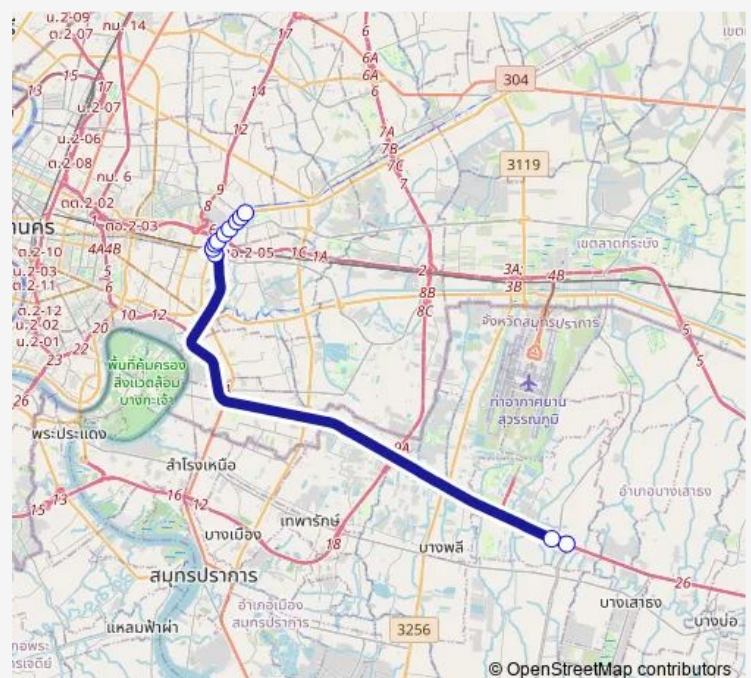 น.2-09
กม. 14
น.2-07
15
13
17
น.2-07
น.2-06
น.2-08
กม. 6
ตต.2-02
1
ตอ.2-03
4A4B
ต.2-10
น.2-03
ต.2-11
ต.2-12
น.2-02
น.2-01
17
14
12
9
8
อ.2-05
1C
1A
6
6A
6A
6
7A
7B
7C
7
304
3119
เขตลาดกระบัง
2
3A;
3B
4B
8B
8C
5
5
จังหวัดสมุทรปราการ
ท่าอากาศยาน
สุวรรณภูมิ
พื้นที่คุ้มครอง
สิ่งแวดล้อม
บางกะเจ้า
5
6
10
12
20
22
23
26
พระประแดง
สำโรงเหนือ
9A
อำเภอบางเสาธง
15
13
16
12
เทพารักษ์
บางเมือง
18
บางพลี
สมุทรปราการ
26
บางเสาธง
บางบ่อ
อำเภอเมือง
สมุทรปราการ
แหลมฟ้าผ่า
3256
© OpenStreetMap contributors